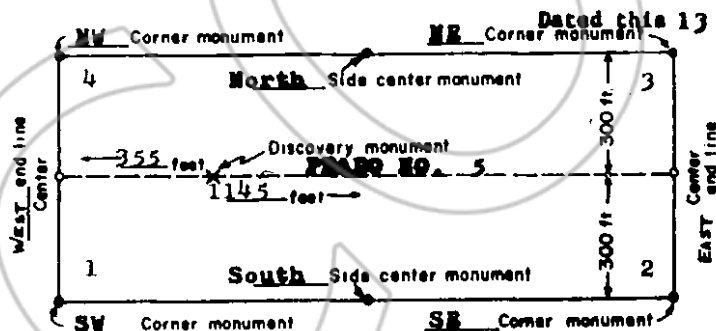 Dated this 13
NW Corner monument NE Corner monument
4 North Side center monument 3
300 ft.
355 feet Discovery monument
NO. 5
1145 feet
WEST end line
Center
Center
EAST end line
300 ft.
1 South Side center monument 2
SW Corner monument SE Corner monument